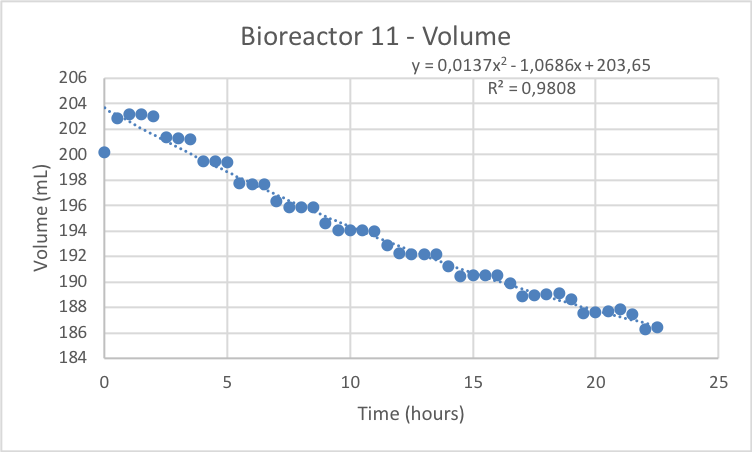 Bioreactor 11 - Volume
y = 0,0137x² - 1,0686x + 203,65
R² = 0,9808
206
204
202
200
198
196
194
192
190
188
186
184
Volume (mL)
0 5 10 15 20 25
Time (hours)